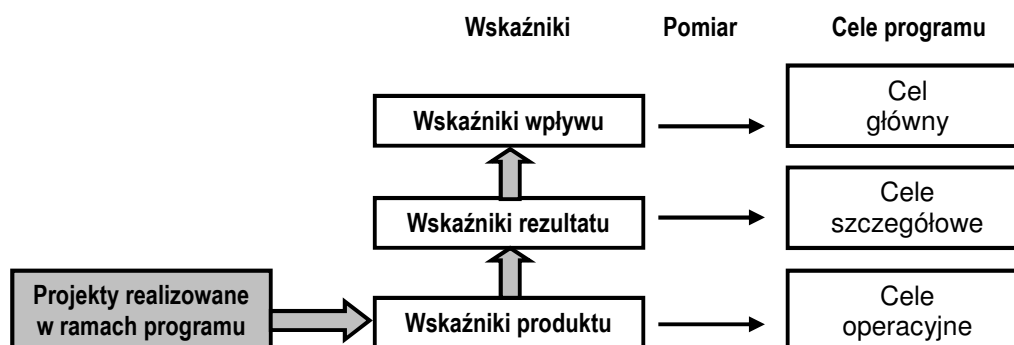 Wskaźniki Pomiar Cele programu
Wskaźniki wpływu
Cel
główny
Wskaźniki rezultatu
Cele
szczegółowe
Projekty realizowane
w ramach programu
Wskaźniki produktu
Cele
operacyjne